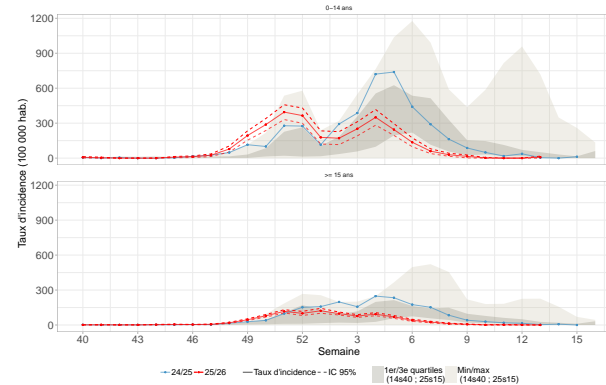 0−14 ans
1200
900
600
300
0
>= 15 ans
1200
900
600
300
0
Taux d'incidence (100 000 hab.)
40 43 46 49 52 3 6 9 12 15
Semaine
24/25 25/26 Taux d'incidence IC 95% 1er/3e quartiles Min/max
(14s40 ; 25s15) (14s40 ; 25s15)